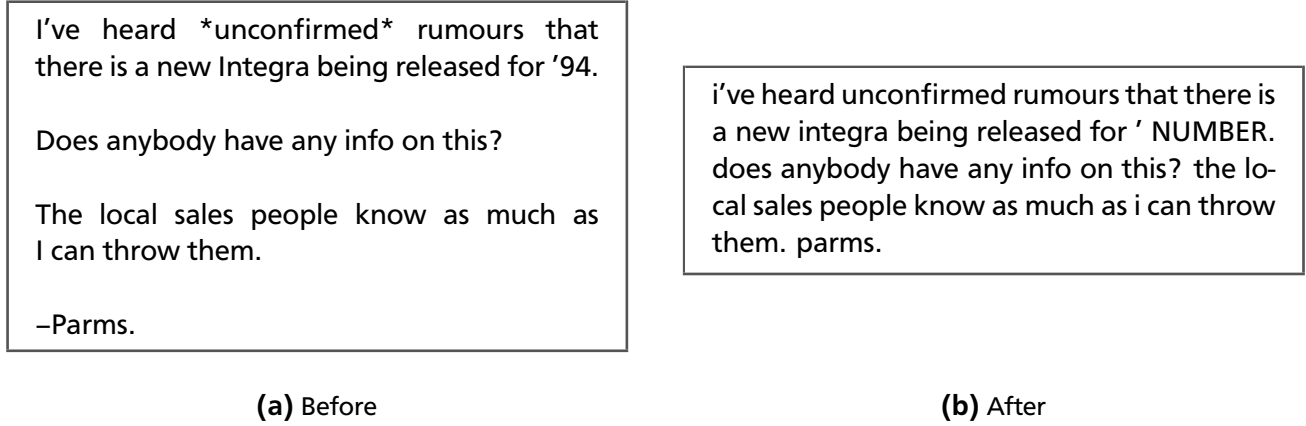 I've heard *unconfirmed* rumours that
there is a new Integra being released for ’94.
Does anybody have any info on this?
The local sales people know as much as
I can throw them.
–Parms.
(a) Before
i've heard unconfirmed rumours that there is
a new integra being released for ’ NUMBER.
does anybody have any info on this? the lo-
cal sales people know as much as i can throw
them. parms.
(b) After